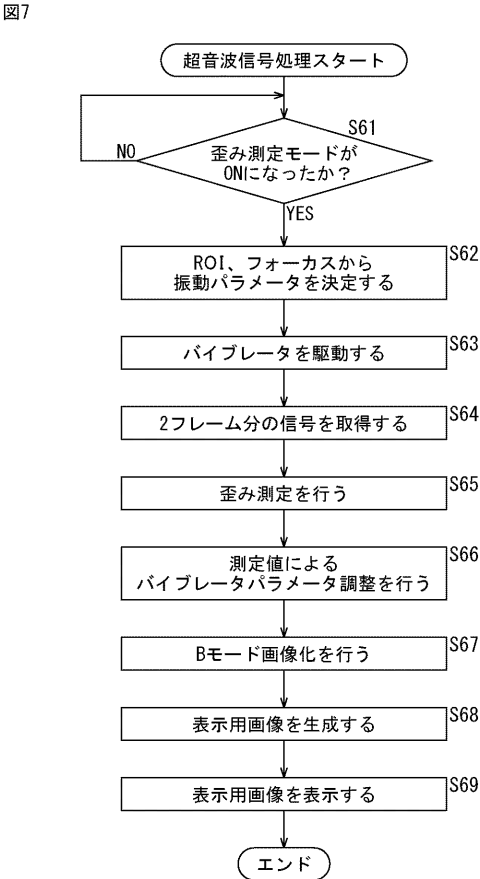 図7
超音波信号処理スタート
S61
歪み測定モードが
ONになったか？
NO
YES
S62
ROI、フォーカスから
振動パラメータを決定する
S63
バイブレータを駆動する
S64
2フレーム分の信号を取得する
S65
歪み測定を行う
S66
測定値による
バイブレータパラメータ調整を行う
S67
Bモード画像化を行う
S68
表示用画像を生成する
S69
表示用画像を表示する
エンド